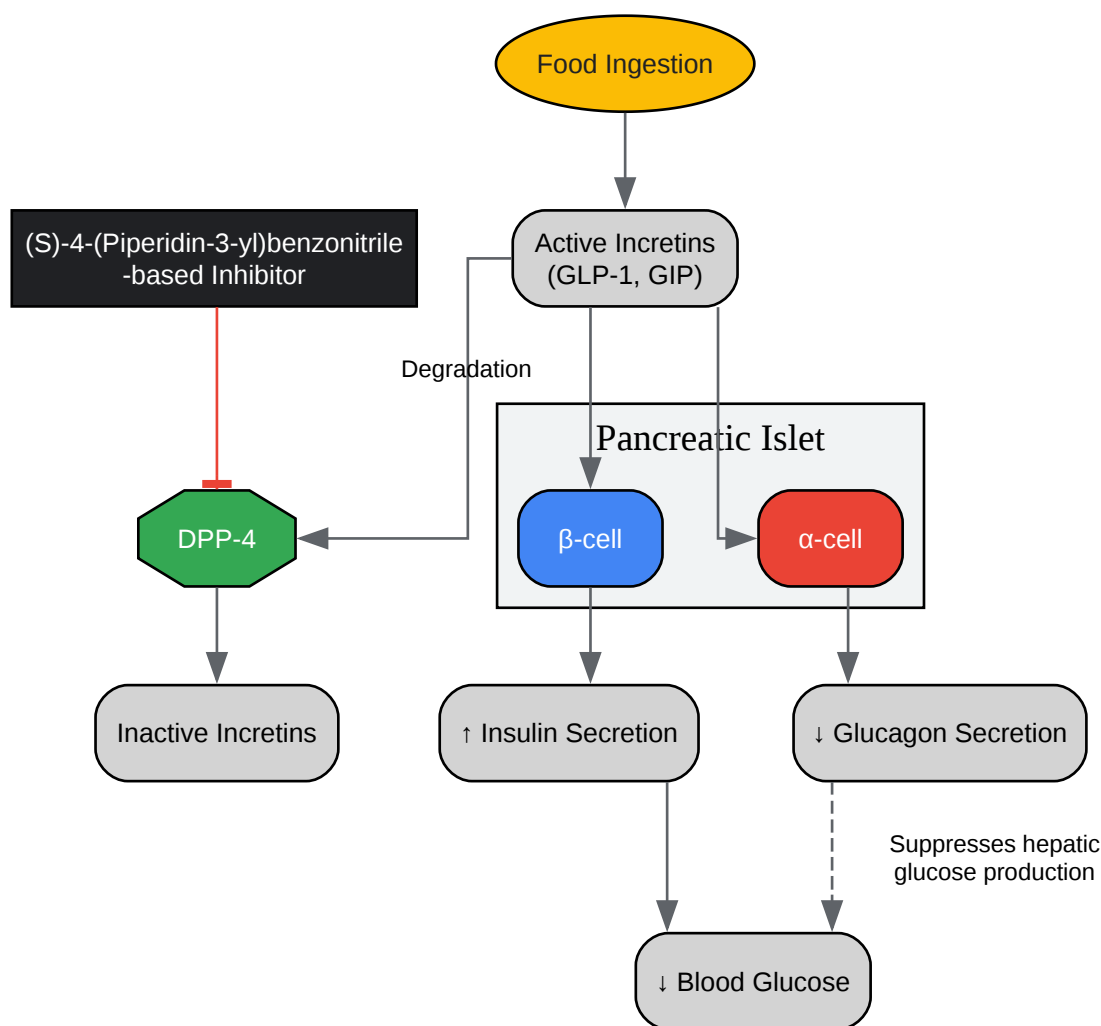 Food Ingestion
(S)-4-(Piperidin-3-yl)benzonitrile
-based Inhibitor
Active Incretins
(GLP-1, GIP)
Degradation
Pancreatic Islet
DPP-4
β-cell
α-cell
Inactive Incretins
↑ Insulin Secretion
↓ Glucagon Secretion
Suppresses hepatic
glucose production
↓ Blood Glucose